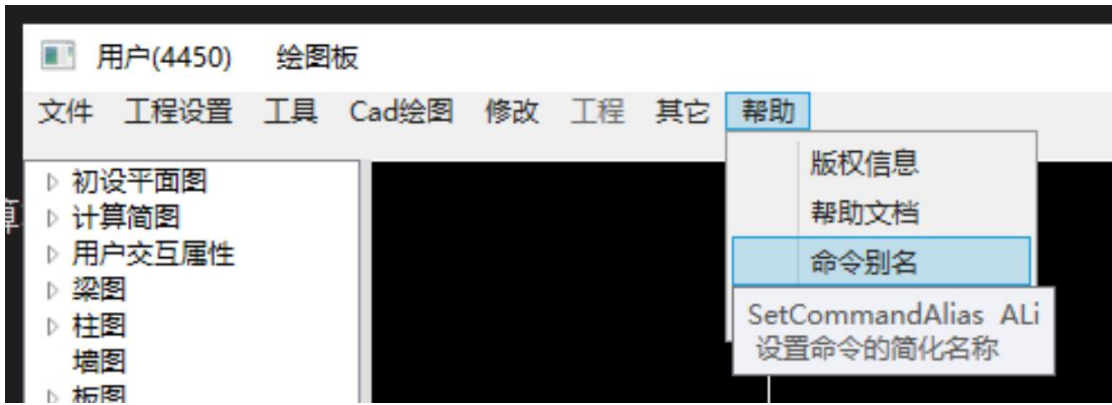 用户(4450) 绘图板
文件 工程设置 工具 Cad绘图 修改 工程 其它 帮助
初设平面图
计算简图
用户交互属性
梁图
柱图
墙图
板图
版权信息
帮助文档
命令别名
SetCommandAlias ALi
设置命令的简化名称